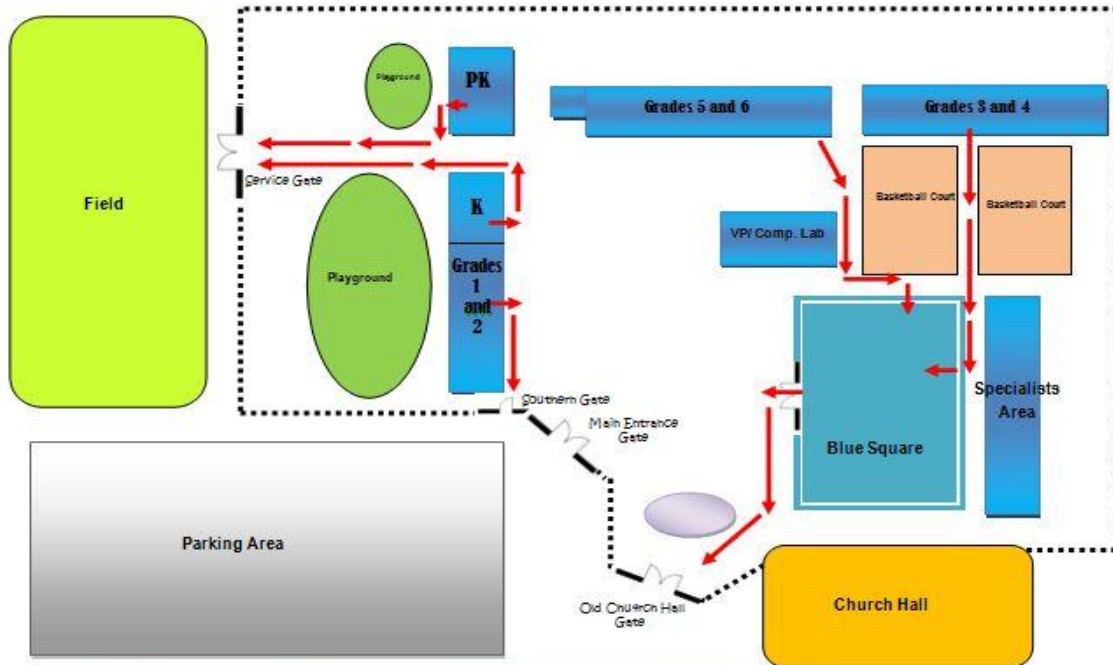 Playground
PK
Grades 5 and 6
Grades 3 and 4
Service Gate
Field
K
Basketball Court
Basketball Court
VP/ Comp. Lab
Playground
Grades
1
and
2
Southern Gate
Main Entrance
Gate
Specialists
Area
Blue Square
Parking Area
Old Church Hall
Gate
Church Hall